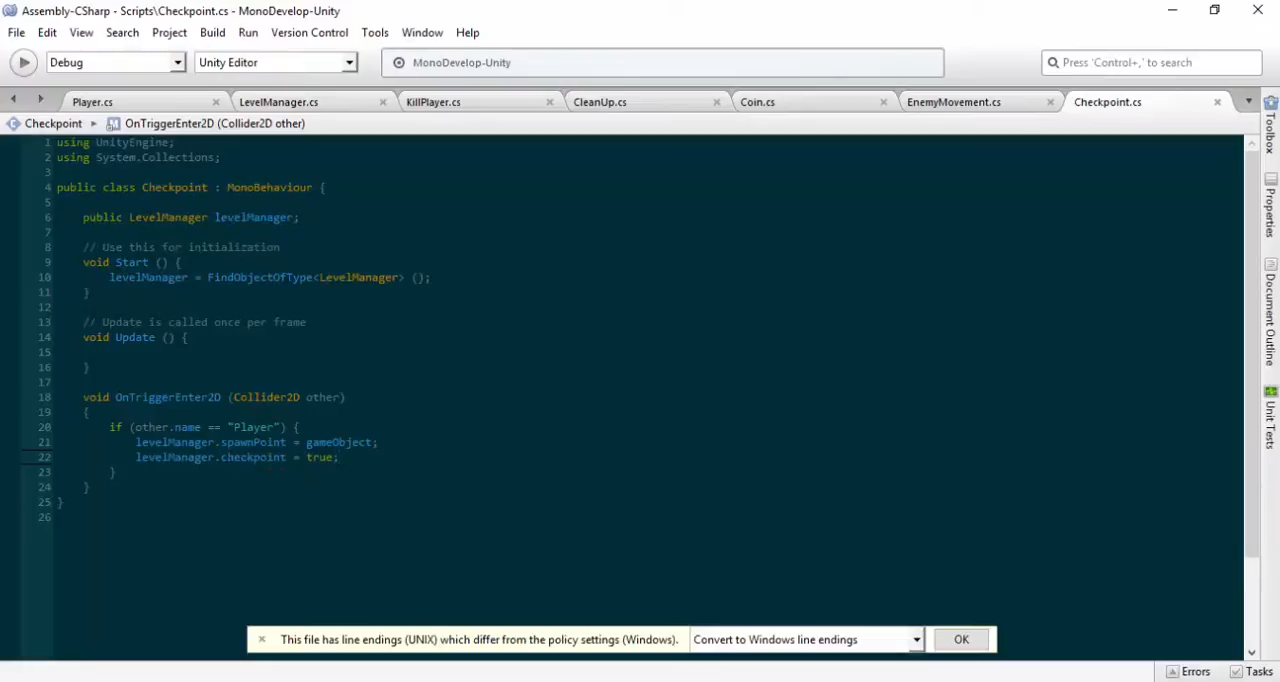 Assembly-CSharp - Scripts\Checkpoint.cs - MonoDevelop-Unity
File Edit View Search Project Build Run Version Control Tools Window Help
Debug Unity Editor MonoDevelop-Unity Press 'Control+,' to search
Player.cs LevelManager.cs KillPlayer.cs CleanUp.cs Coin.cs EnemyMovement.cs Checkpoint.cs
Checkpoint OnTriggerEnter2D (Collider2D other)
1 using UnityEngine;
2 using System.Collections;
3
4 public class Checkpoint : MonoBehaviour {
5
6 public LevelManager levelManager;
7
8 // Use this for initialization
9 void Start () {
10 levelManager = FindObjectOfType<LevelManager> ();
11 }
12
13 // Update is called once per frame
14 void Update () {
15
16 }
17
18 void OnTriggerEnter2D (Collider2D other)
19 {
20 if (other.name == "Player") {
21 levelManager.spawnPoint = gameObject;
22 levelManager.checkpoint = true;
23 }
24 }
25 }
26
This file has line endings (UNIX) which differ from the policy settings (Windows). Convert to Windows line endings OK
Errors Tasks
Toolbox
Properties
Document Outline
Unit Tests